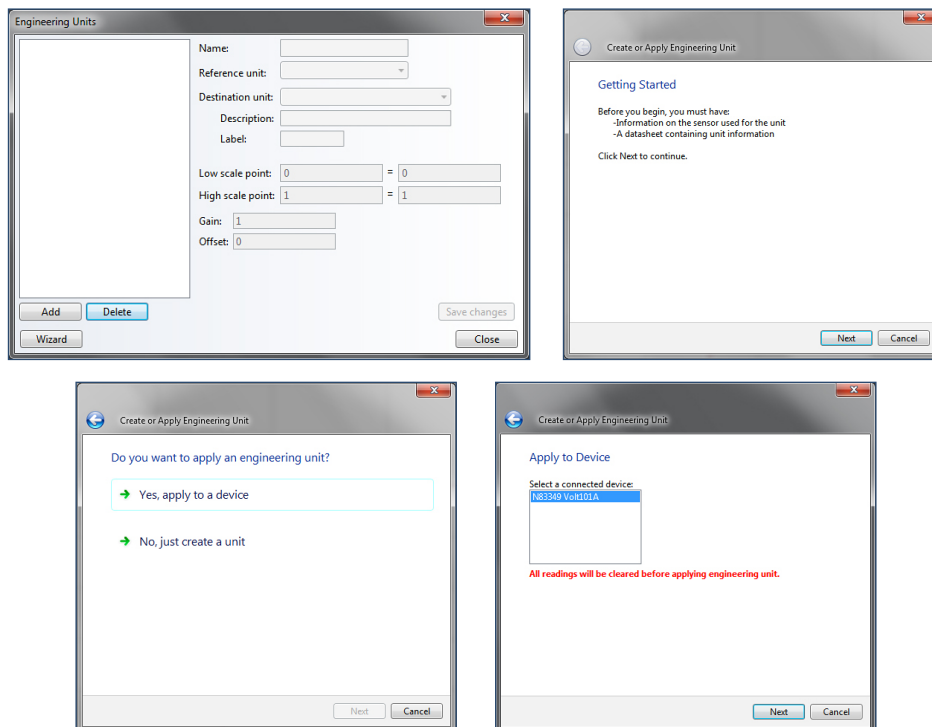 Engineering Units
Name:
Reference unit:
Destination unit:
Description:
Label:
Low scale point: 0 = 0
High scale point: 1 = 1
Gain: 1
Offset: 0
Add Delete Save changes
Wizard Close
Create or Apply Engineering Unit
Getting Started
Before you begin, you must have:
-Information on the sensor used for the unit
-A datasheet containing unit information
Click Next to continue.
Next Cancel
Create or Apply Engineering Unit
Do you want to apply an engineering unit?
Yes, apply to a device
No, just create a unit
Next Cancel
Create or Apply Engineering Unit
Apply to Device
Select a connected device:
N83349 Volt101A
All readings will be cleared before applying engineering unit.
Next Cancel